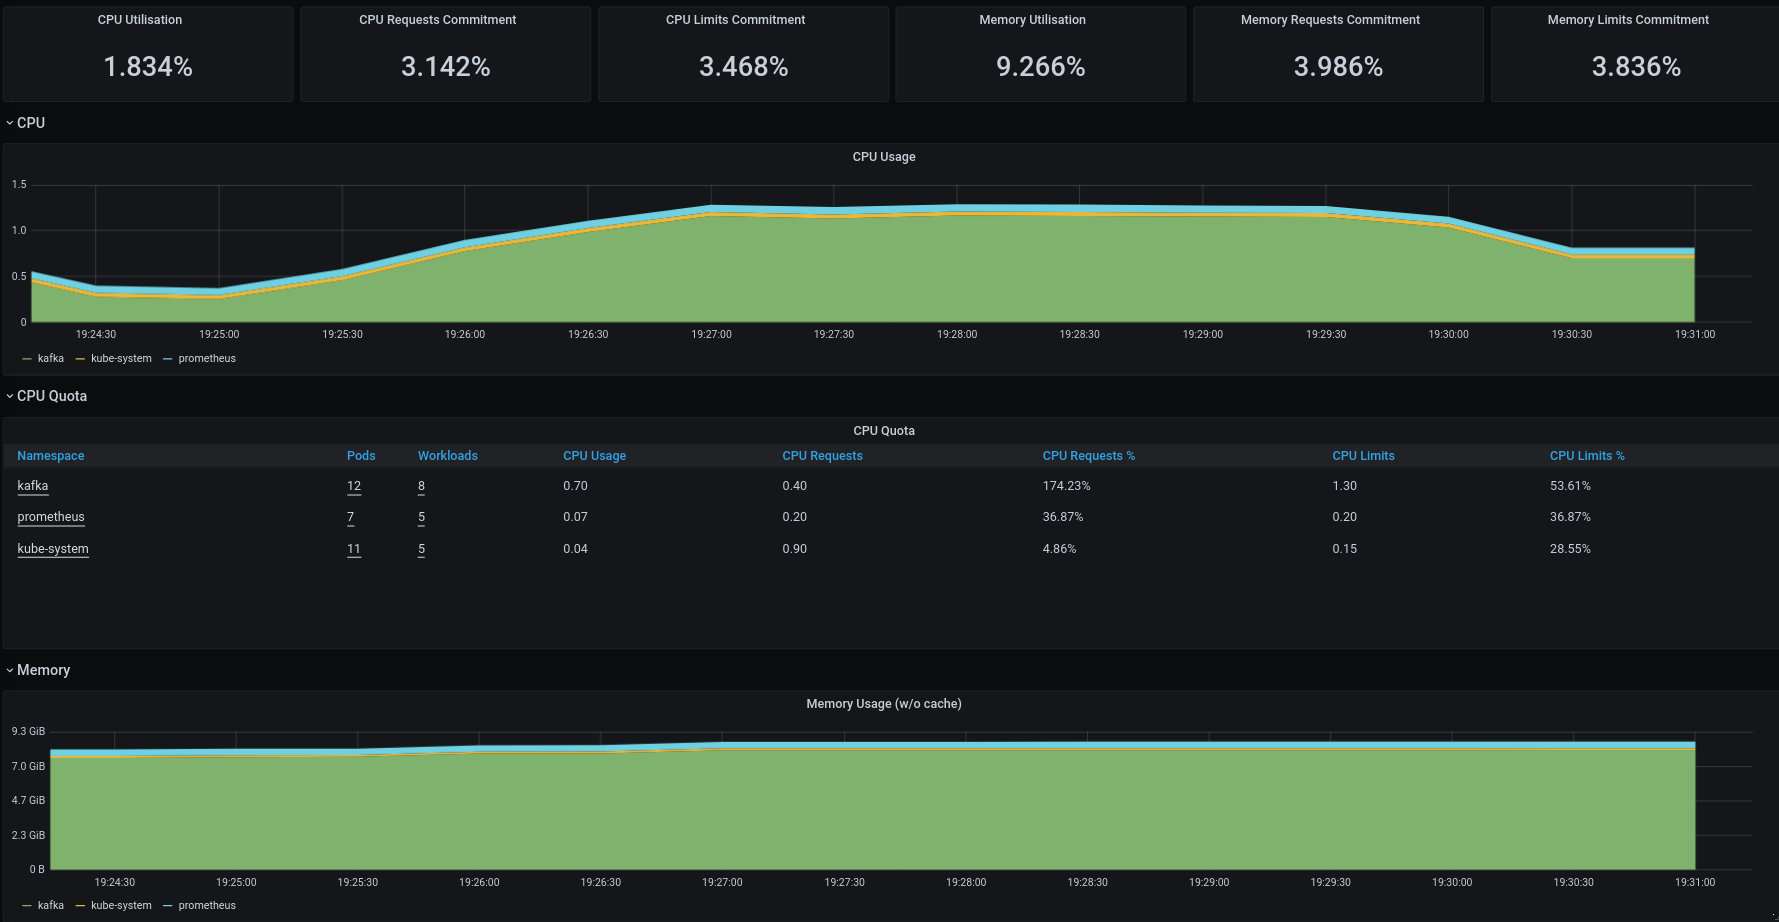 CPU Utilisation CPU Requests Commitment CPU Limits Commitment Memory Utilisation Memory Requests Commitment Memory Limits Commitment
1.834% 3.142% 3.468% 9.266% 3.986% 3.836%
CPU
CPU Usage
1.5
1.0
0.5
0
19:24:30 19:25:00 19:25:30 19:26:00 19:26:30 19:27:00 19:27:30 19:28:00 19:28:30 19:29:00 19:29:30 19:30:00 19:30:30 19:31:00
kafka kube-system prometheus
CPU Quota
CPU Quota
Namespace Pods Workloads CPU Usage CPU Requests CPU Requests % CPU Limits CPU Limits %
kafka 12 8 0.70 0.40 174.23% 1.30 53.61%
prometheus 7 5 0.07 0.20 36.87% 0.20 36.87%
kube-system 11 5 0.04 0.90 4.86% 0.15 28.55%
Memory
Memory Usage (w/o cache)
9.3 GiB
7.0 GiB
4.7 GiB
2.3 GiB
0 B
19:24:30 19:25:00 19:25:30 19:26:00 19:26:30 19:27:00 19:27:30 19:28:00 19:28:30 19:29:00 19:29:30 19:30:00 19:30:30 19:31:00
kafka kube-system prometheus